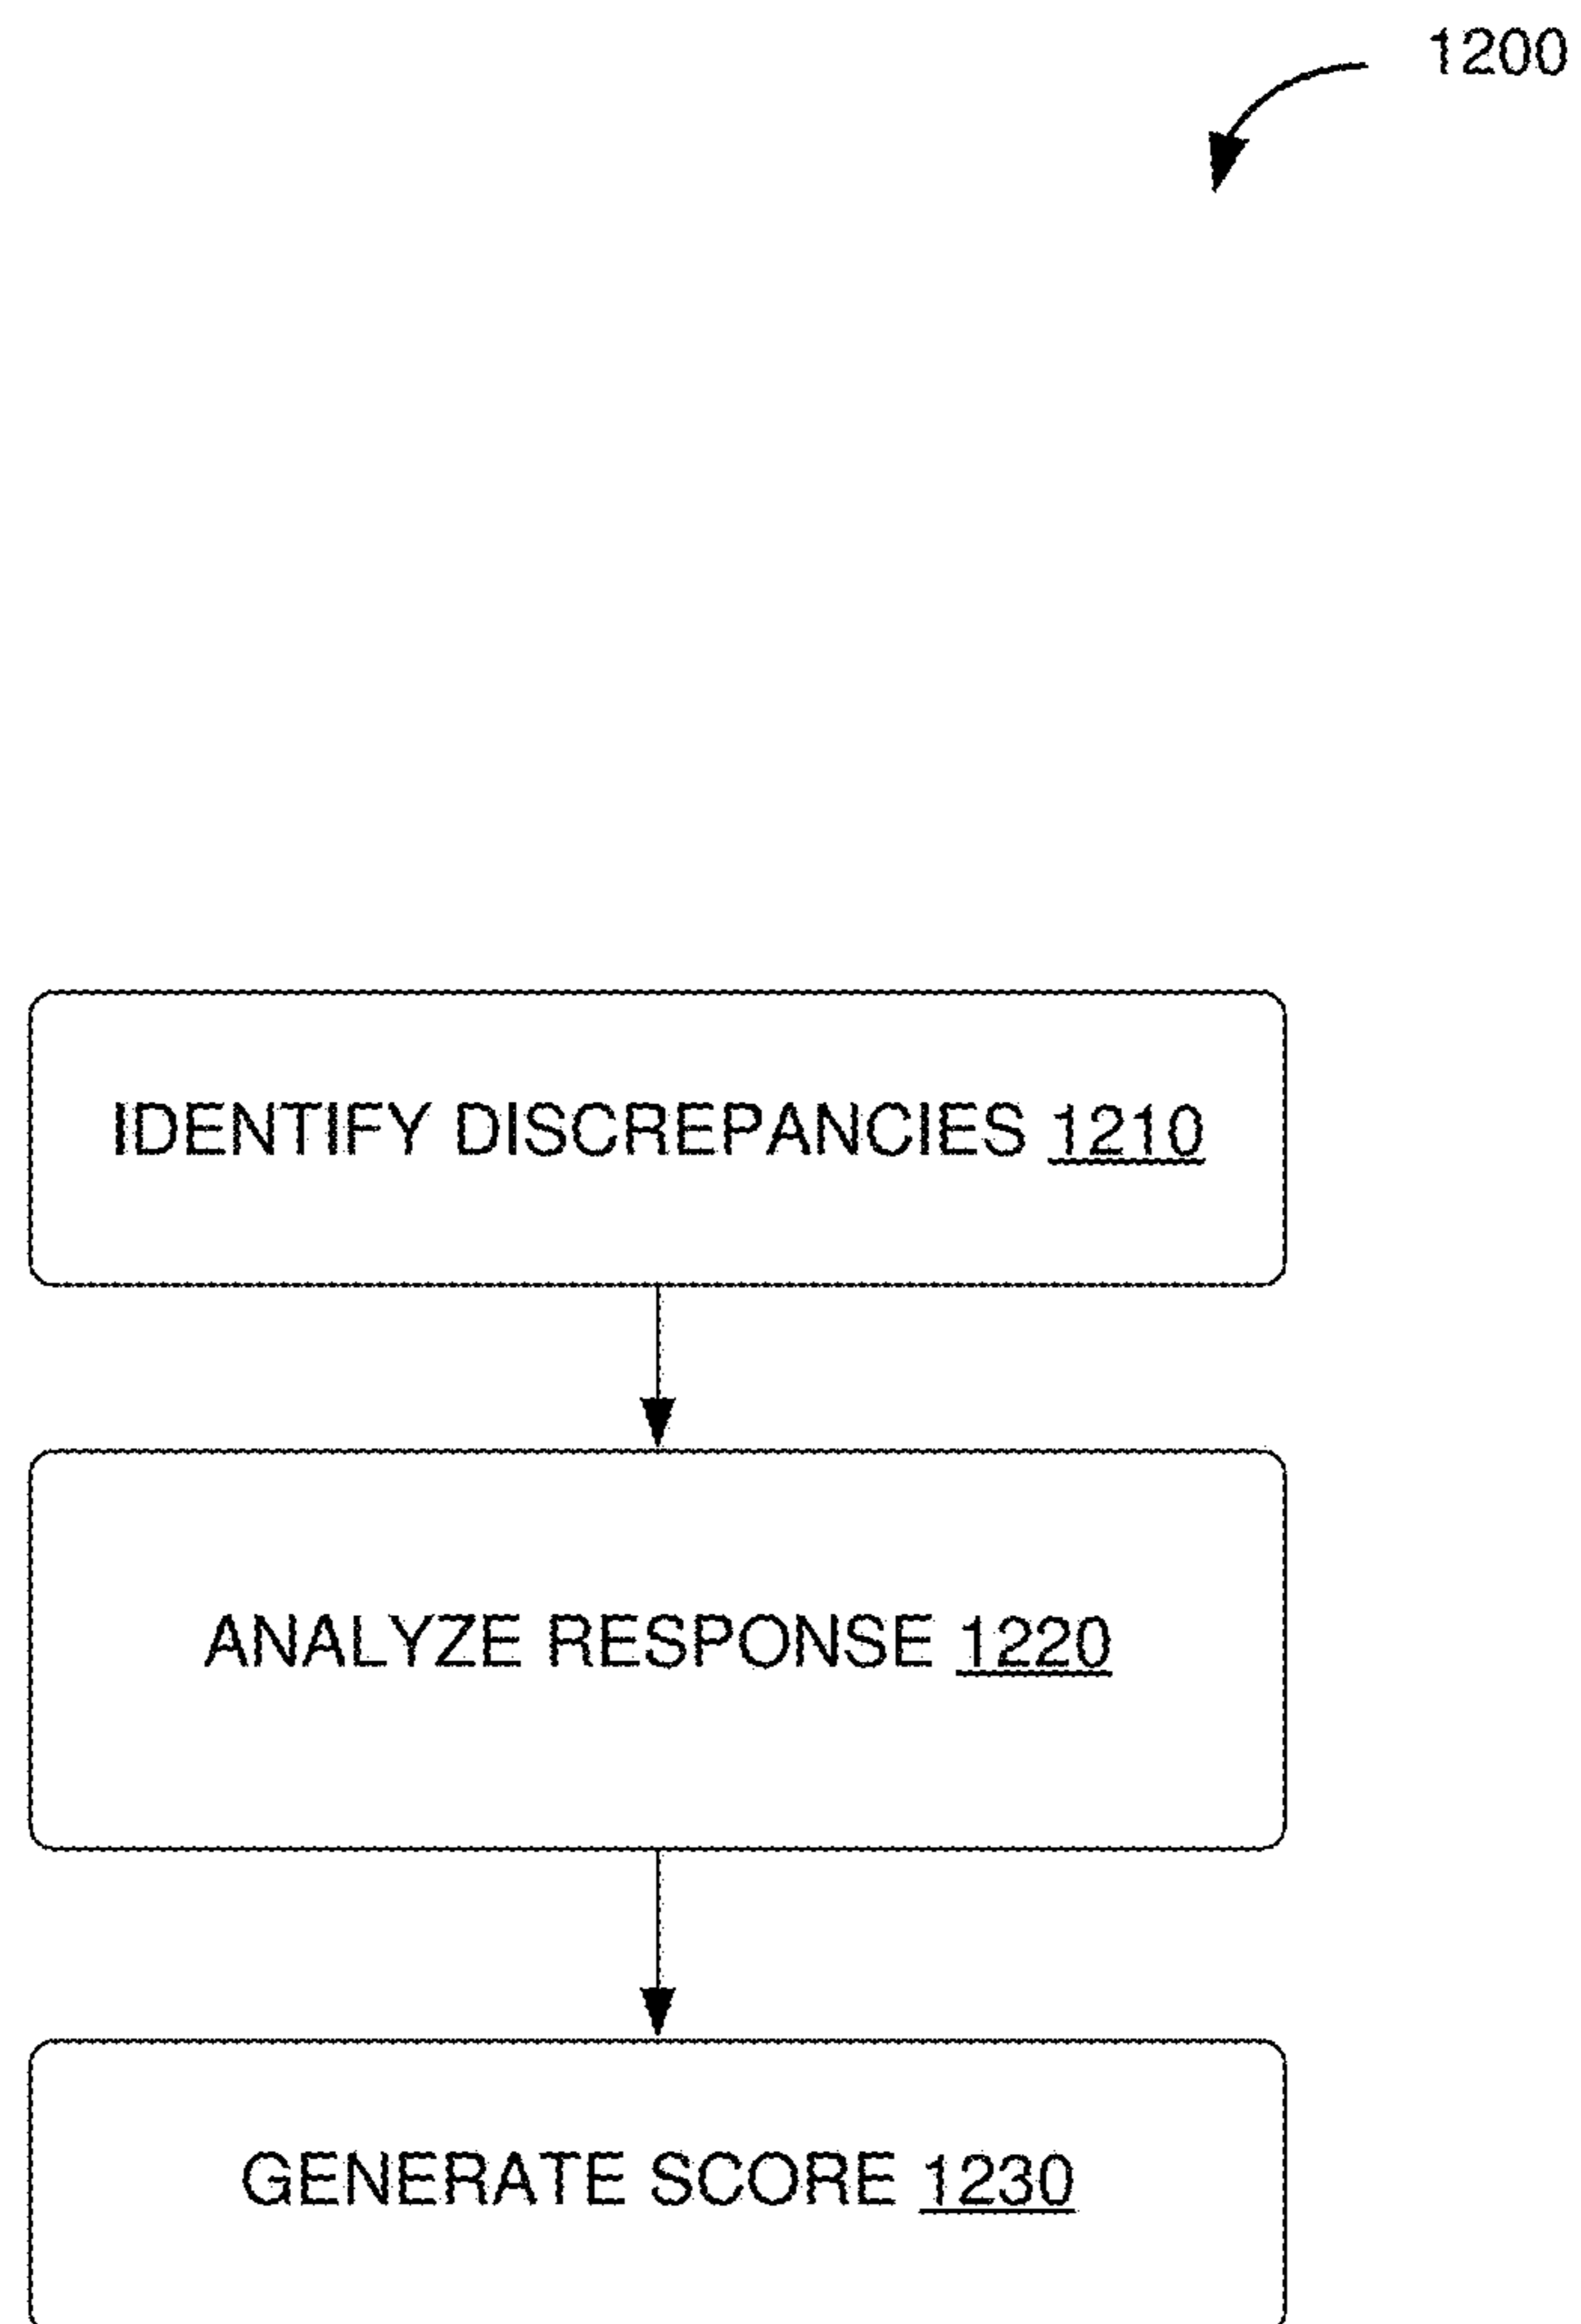 1200
IDENTIFY DISCREPANCIES 1210
ANALYZE RESPONSE 1220
GENERATE SCORE 1230